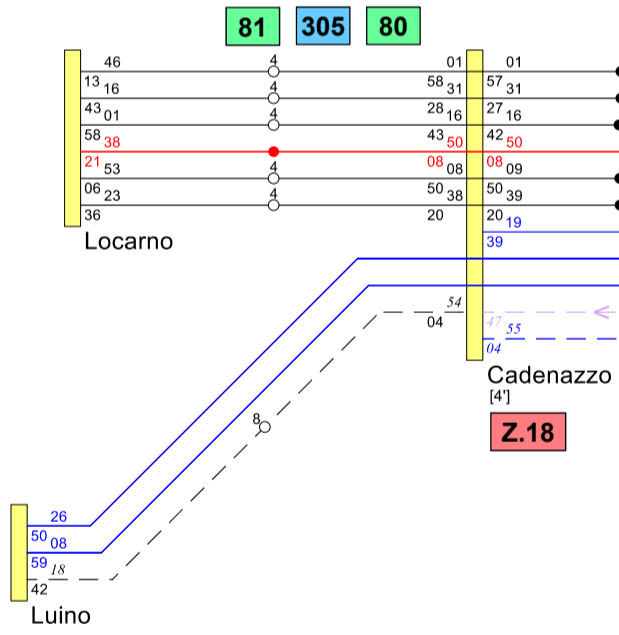 81 305 80
46 4 01 01
13 16 4 58 31 57 31
43 01 4 28 16 27 16
58 38 43 50 42 50
21 53 4 08 08 08 09
06 23 4 50 38 50 39
36 20 20 19
Locarno 39
54 47 55
04 04
Cadenazzo
[4']
8
Z.18
26
50 08
59 18
42
Luino